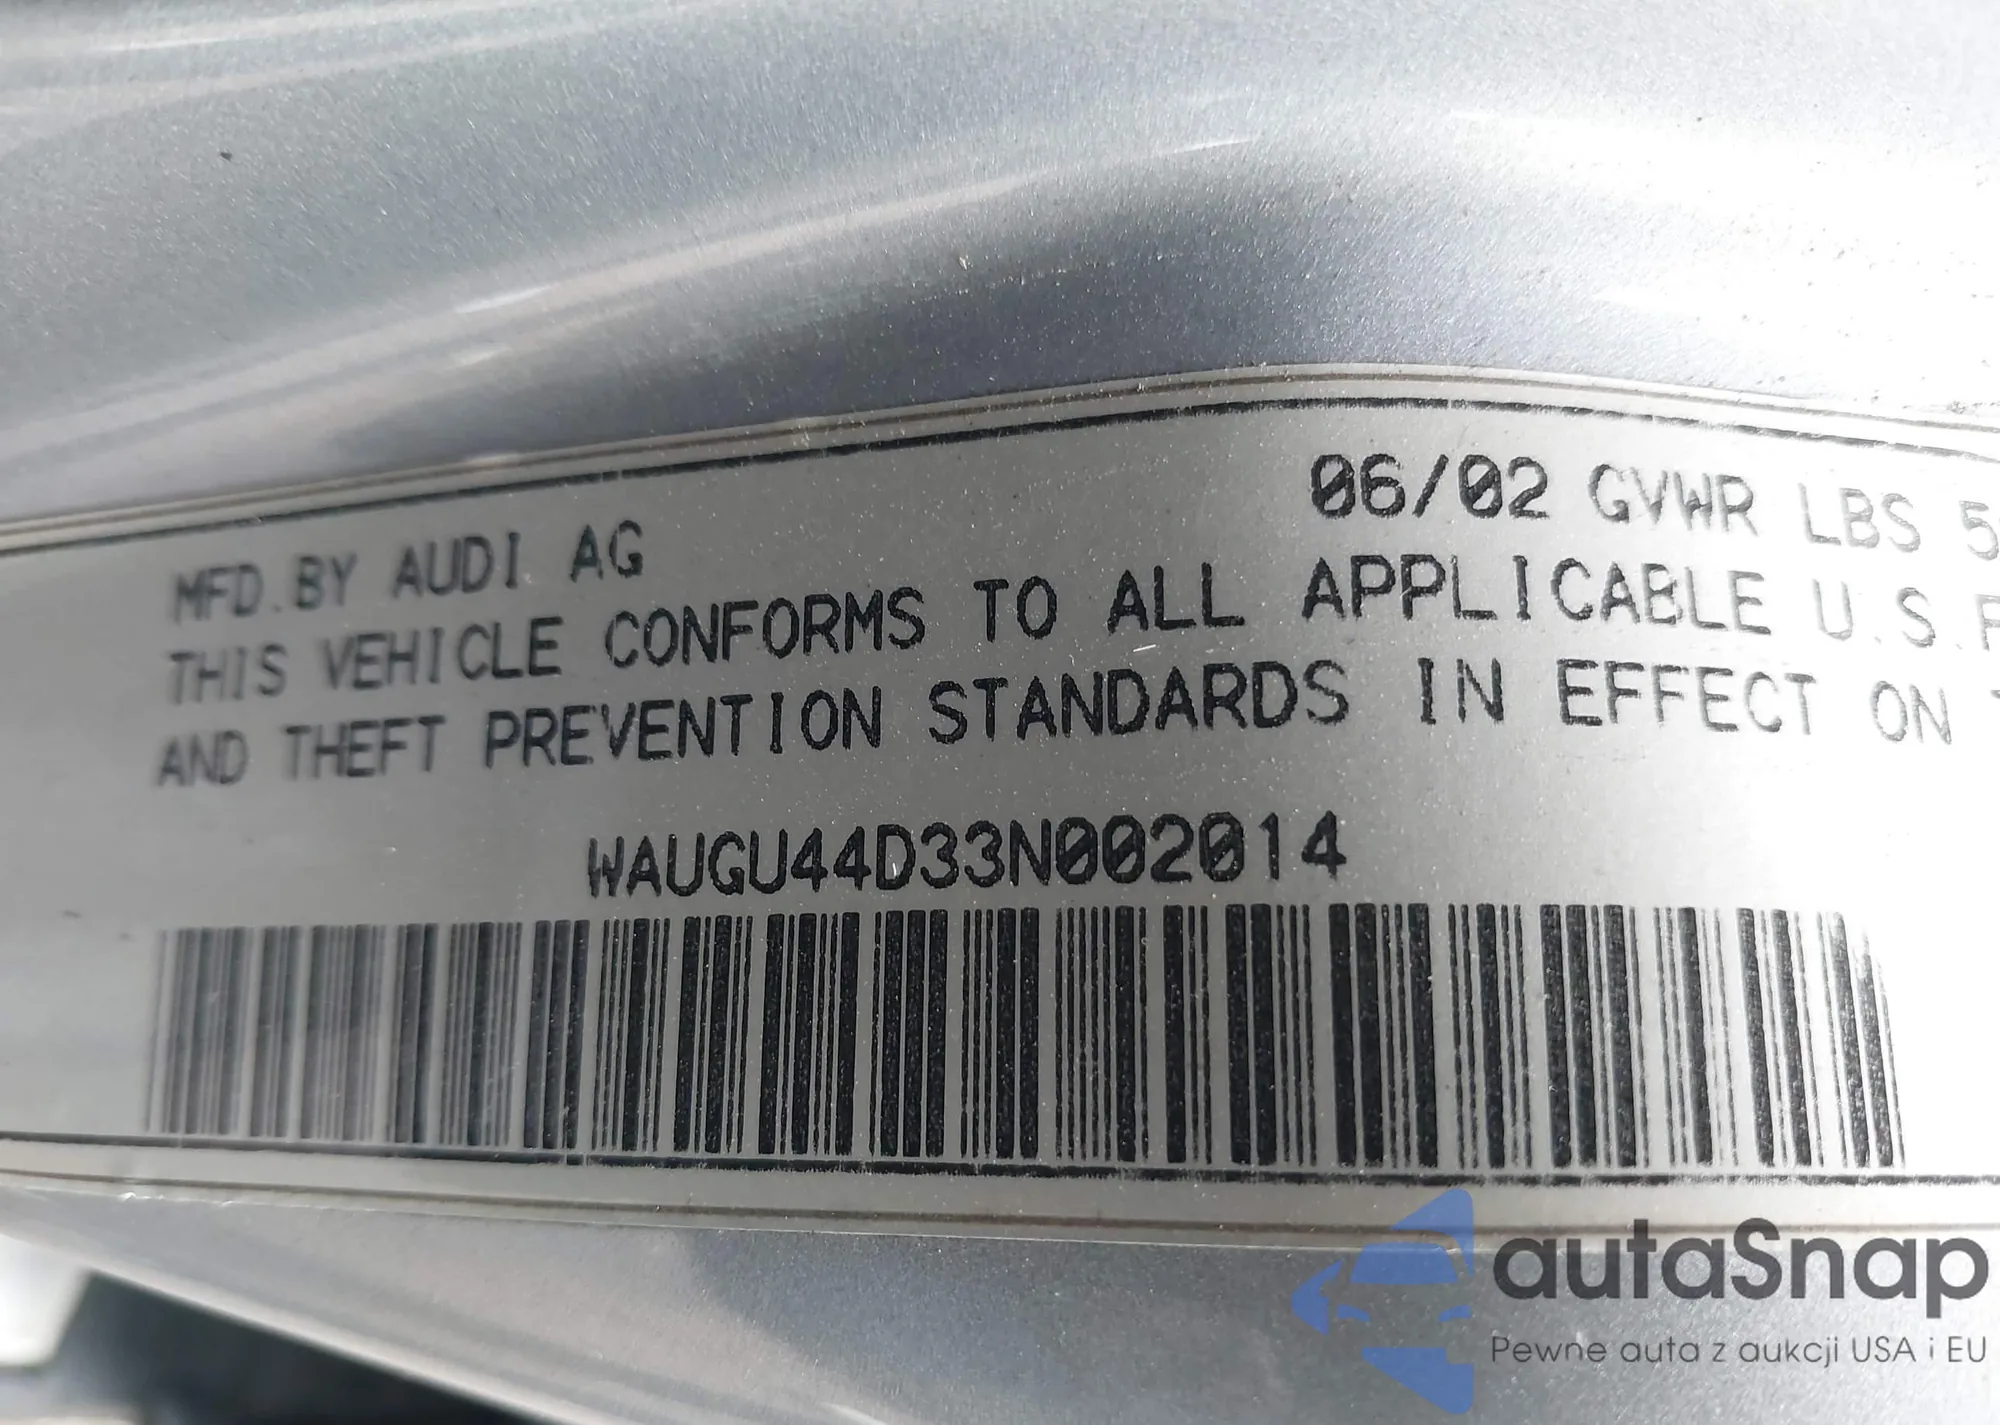 MFD.BY AUDI AG 06/02 GVWR LBS
THIS VEHICLE CONFORMS TO ALL APPLICABLE U.S.
AND THEFT PREVENTION STANDARDS IN EFFECT ON
WAUGU44D33N002014
autaSnap
Pewne auta z aukcji USA i EU